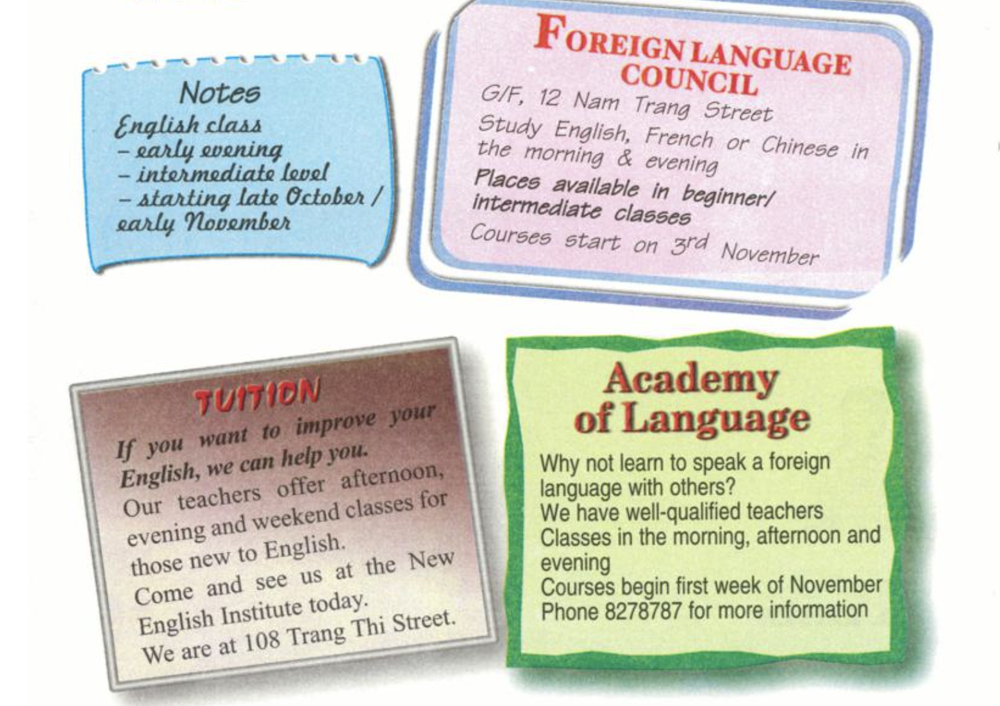 Notes
English class
– early evening
– intermediate level
– starting late October /
early November
FOREIGN LANGUAGE
COUNCIL
G/F, 12 Nam Trang Street
Study English, French or Chinese in
the morning & evening
Places available in beginner/
intermediate classes
Courses start on 3rd November
TUITION
If you want to improve your
English, we can help you.
Our teachers offer afternoon,
evening and weekend classes for
those new to English.
Come and see us at the New
English Institute today.
We are at 108 Trang Thi Street.
Academy
of Language
Why not learn to speak a foreign
language with others?
We have well-qualified teachers
Classes in the morning, afternoon and
evening
Courses begin first week of November
Phone 8278787 for more information